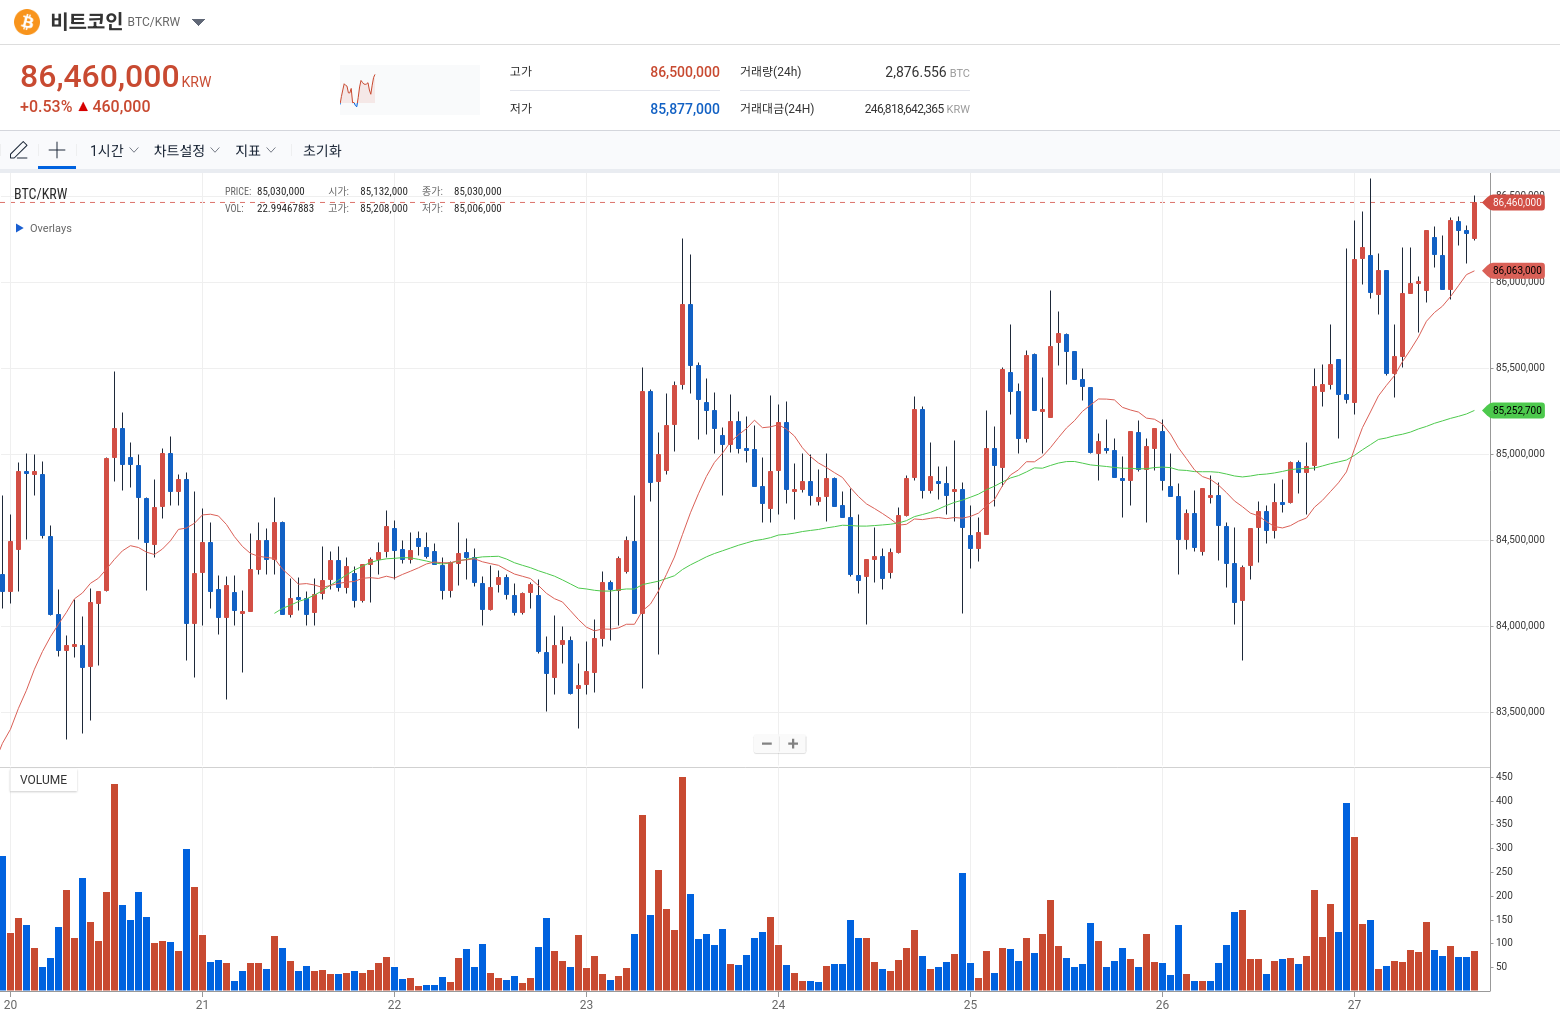 비트코인 BTC/KRW
86,460,000 KRW
+0.53% ▲ 460,000
고가 86,500,000 거래량(24h) 2,876.556 BTC
저가 85,877,000 거래대금(24H) 246,818,642,365 KRW
1시간 차트설정 지표 초기화
BTC/KRW
PRICE: 85,030,000 시가: 85,132,000 종가: 85,030,000
VOL: 22.99467883 고가: 85,208,000 저가: 85,006,000
Overlays
86,500,000
86,460,000
86,063,000
86,000,000
85,500,000
85,252,700
85,000,000
84,500,000
84,000,000
83,500,000
− +
VOLUME
450
400
350
300
250
200
150
100
50
20 21 22 23 24 25 26 27